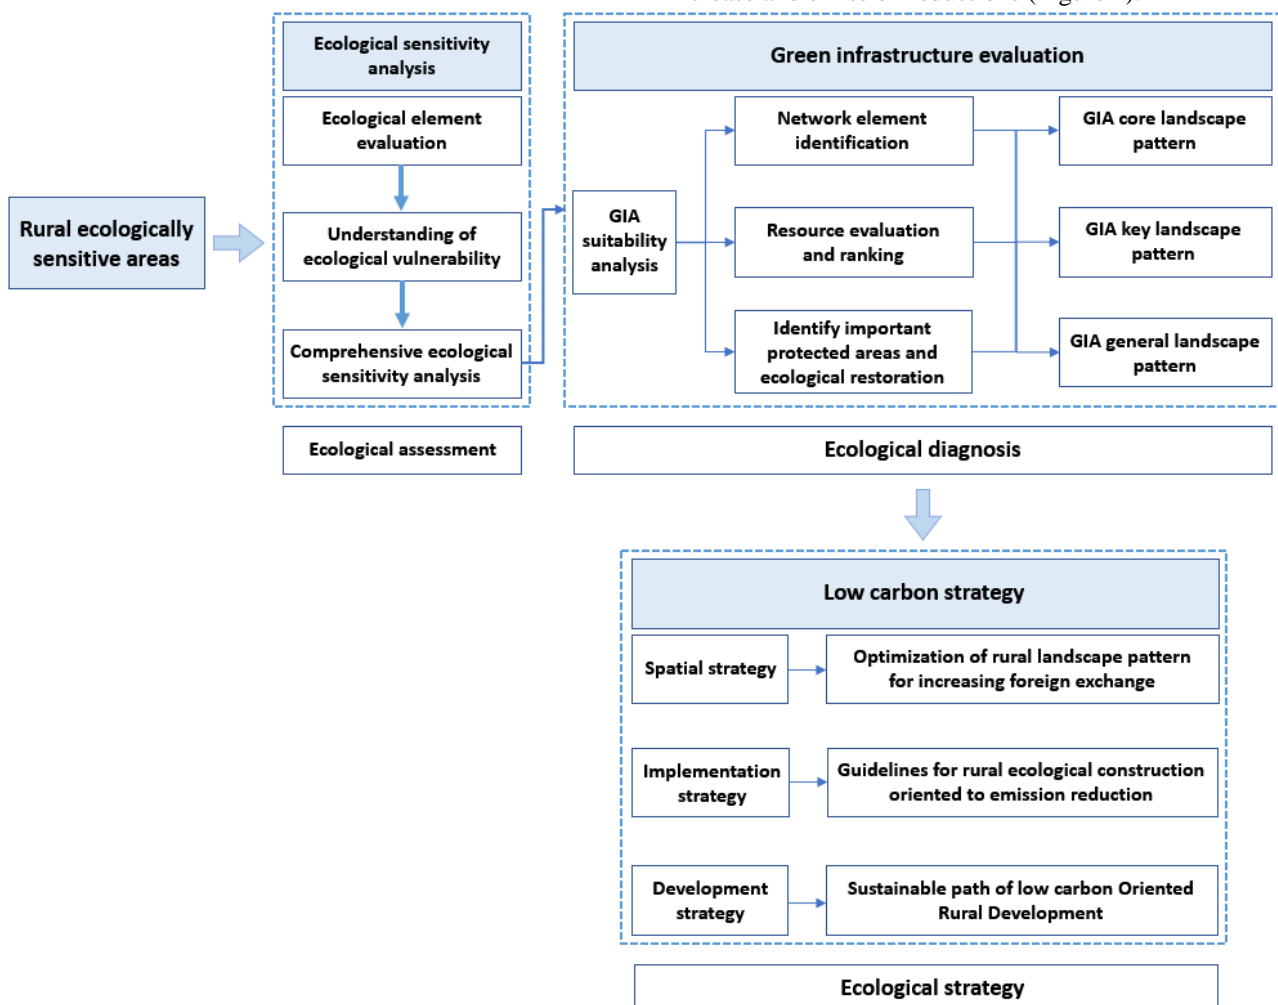 Ecological sensitivity
analysis
Green infrastructure evaluation
Ecological element
evaluation
Network element
identification
GIA core landscape
pattern
Rural ecologically
sensitive areas
Understanding of
ecological vulnerability
GIA
suitability
analysis
Resource evaluation
and ranking
GIA key landscape
pattern
Comprehensive ecological
sensitivity analysis
Identify important
protected areas and
ecological restoration
GIA general landscape
pattern
Ecological assessment
Ecological diagnosis
Low carbon strategy
Spatial strategy
Optimization of rural landscape pattern
for increasing foreign exchange
Implementation
strategy
Guidelines for rural ecological construction
oriented to emission reduction
Development
strategy
Sustainable path of low carbon Oriented
Rural Development
Ecological strategy